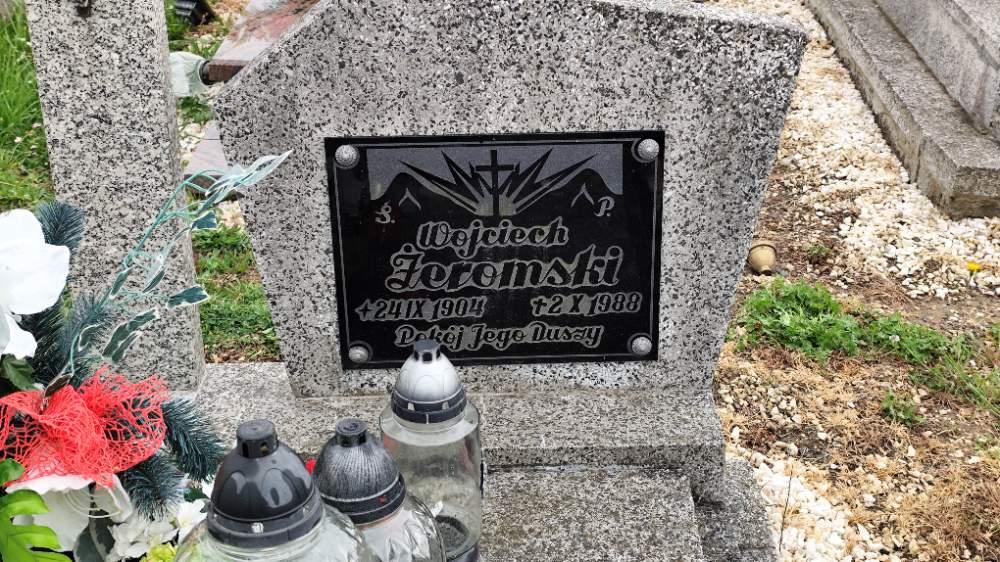 Ś. P.
Wojciech
Żeromski
+24 IX 1904 +2 X 1988
Pokój Jego Duszy